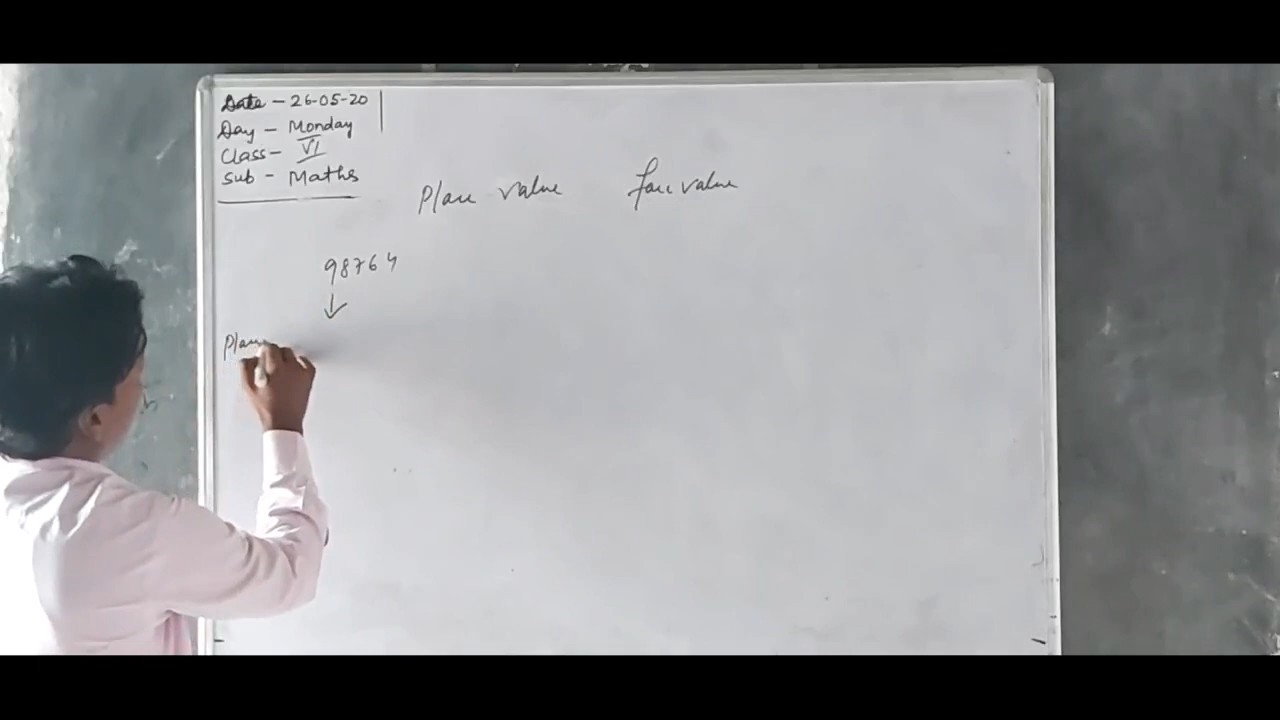 Date - 26-05-20
Day - Monday
Class - VI
Sub - Maths
Place value face value
98764
Place